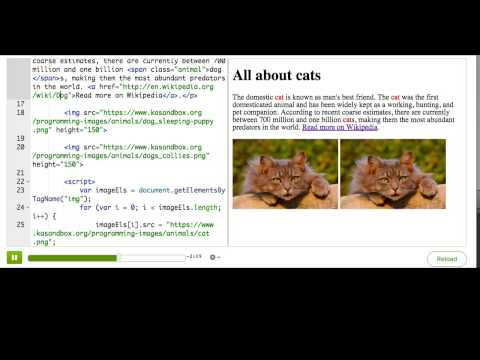 coarse estimates, there are currently between 700
million and one billion <span class="animal">dog
</span>s, making them the most abundant predators
in the world. <a href="http://en.wikipedia.org
/wiki/Dog">Read more on Wikipedia</a>.</p>
17
18 <img src="https://www.kasandbox.org
/programming-images/animals/dog_sleeping-puppy
.png" height="150">
19
20 <img src="https://www.kasandbox.org
/programming-images/animals/dogs_collies.png"
height="150">
21
22 <script>
23 var imageEls = document.getElementsBy
TagName("img");
24 for (var i = 0; i < imageEls.length;
i++) {
25 imageEls[i].src = "https://www
.kasandbox.org/programming-images/animals/cat
.png";
All about cats
The domestic cat is known as man's best friend. The cat was the first
domesticated animal and has been widely kept as a working, hunting, and
pet companion. According to recent coarse estimates, there are currently
between 700 million and one billion cats, making them the most abundant
predators in the world. Read more on Wikipedia.
-2:09
Reload